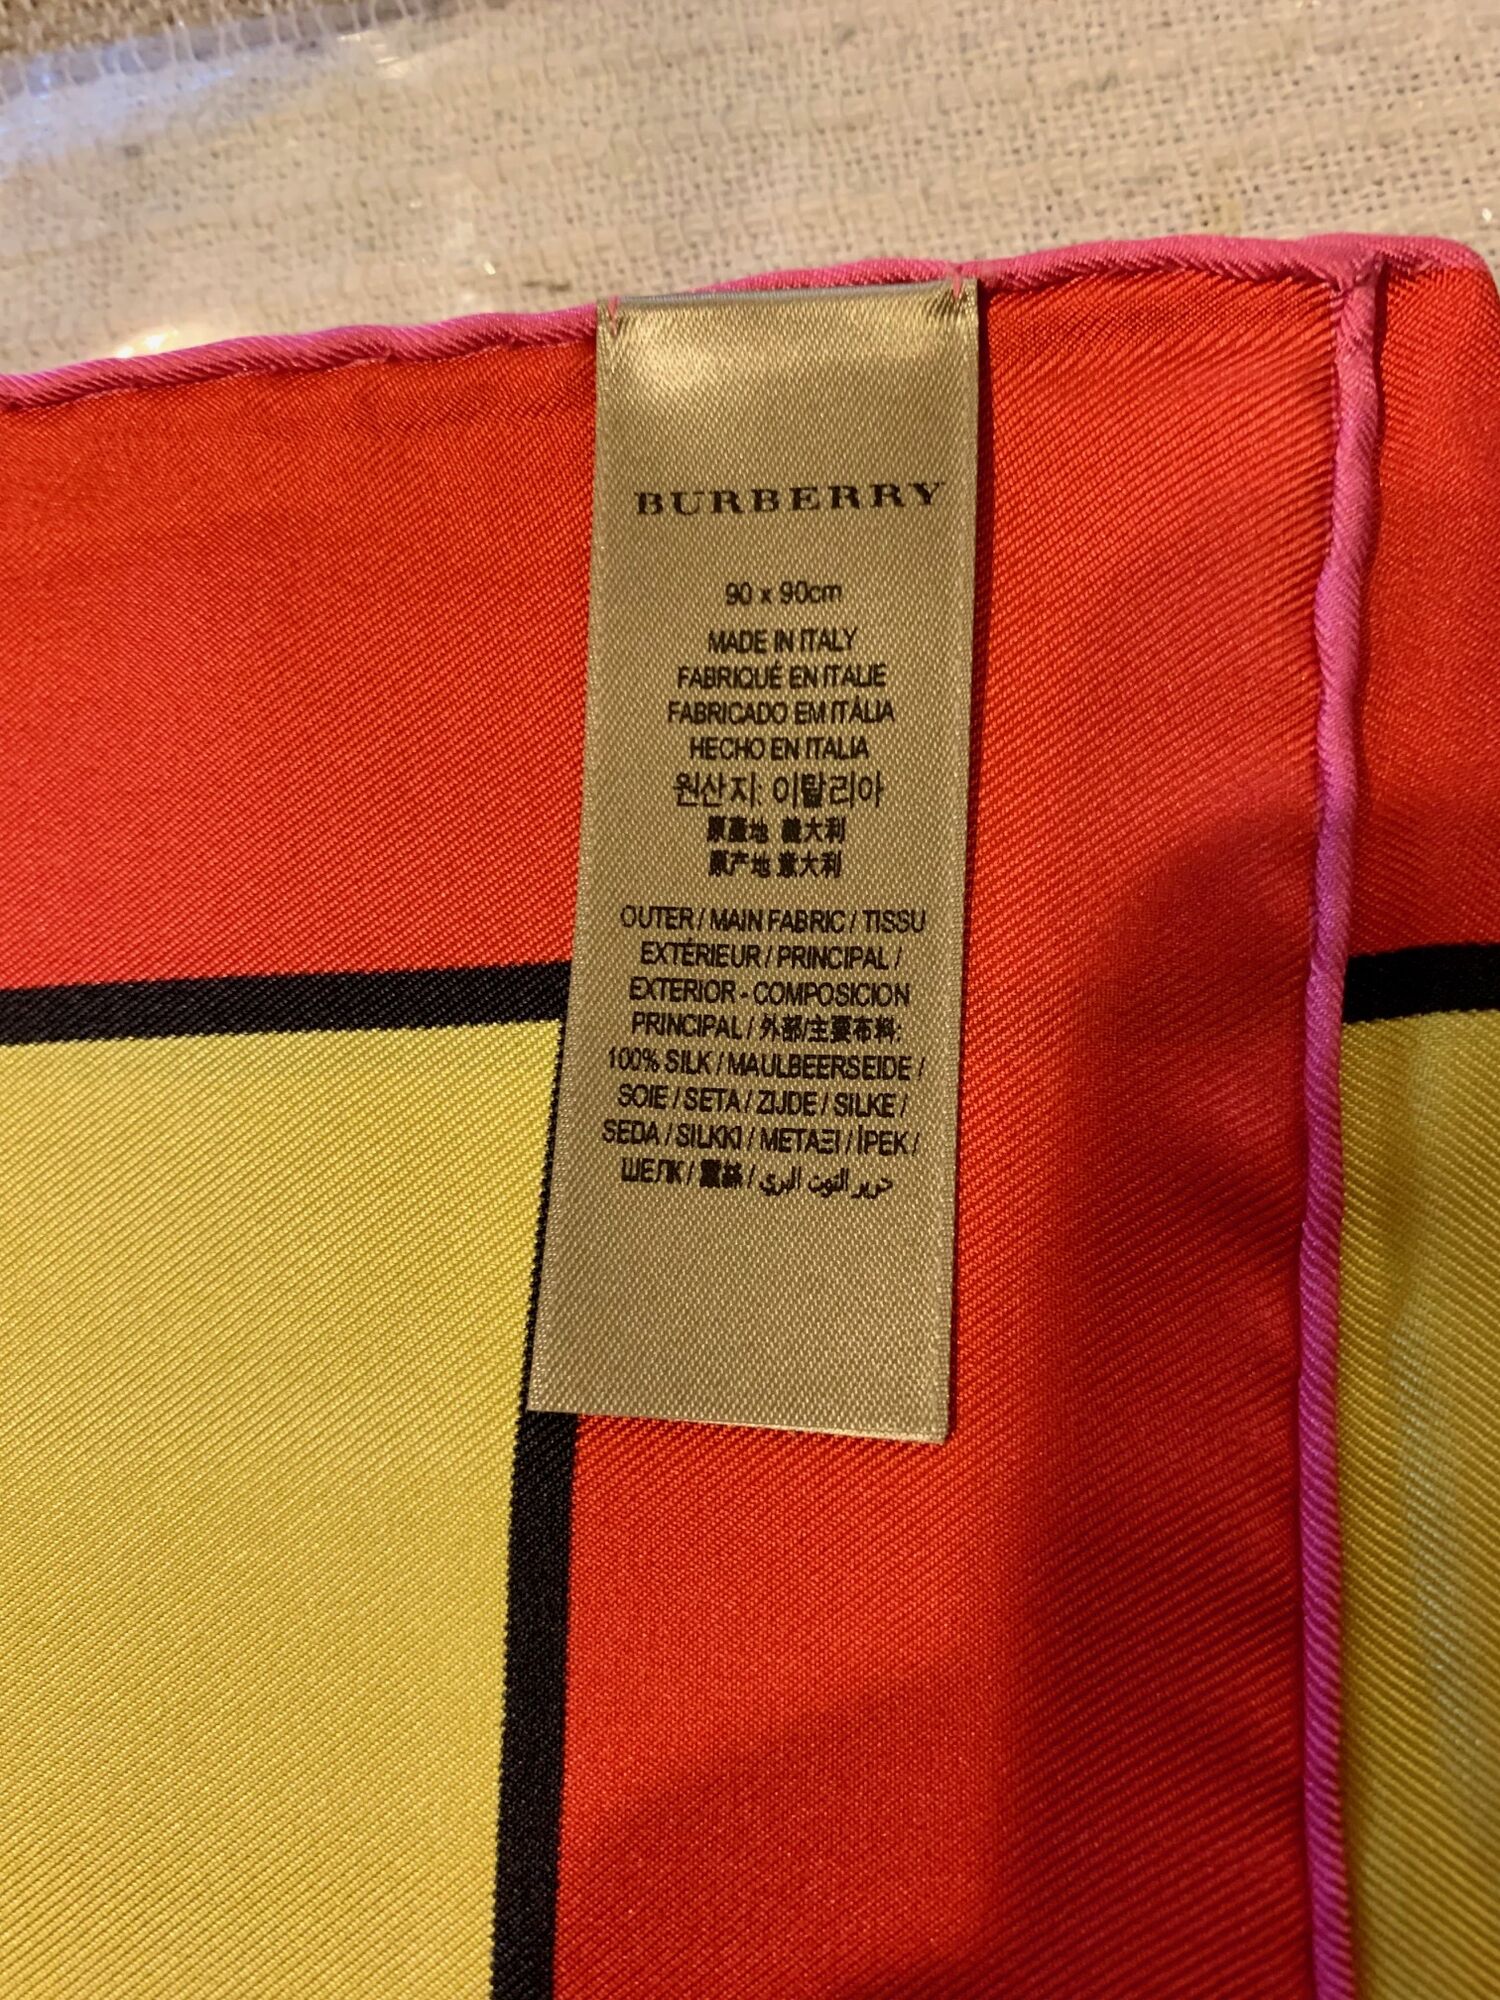 BURBERRY
90 x 90cm
MADE IN ITALY
FABRIQUÉ EN ITALIE
FABRICADO EM ITÁLIA
HECHO EN ITALIA
원산지: 이탈리아
原產地 義大利
原产地 意大利
OUTER / MAIN FABRIC / TISSU
EXTÉRIEUR / PRINCIPAL /
EXTERIOR - COMPOSICION
PRINCIPAL / 外部/主要布料:
100% SILK / MAULBEERSEIDE /
SOIE / SETA / ZIJDE / SILKE /
SEDA / SILKKI / ΜΕΤΑΞΙ / İPEK /
ШЕЛК / 蠶絲 / حرير التوت البري